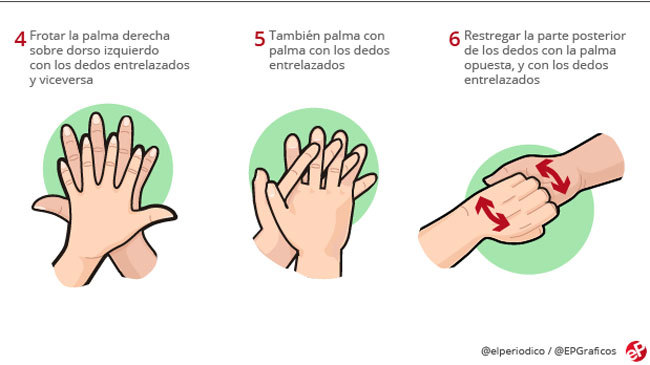 4 Frotar la palma derecha
sobre dorso izquierdo
con los dedos entrelazados
y viceversa
5 También palma con
palma con los dedos
entrelazados
6 Restregar la parte posterior
de los dedos con la palma
opuesta, y con los dedos
entrelazados
@elperiodico / @EPGraficos eP